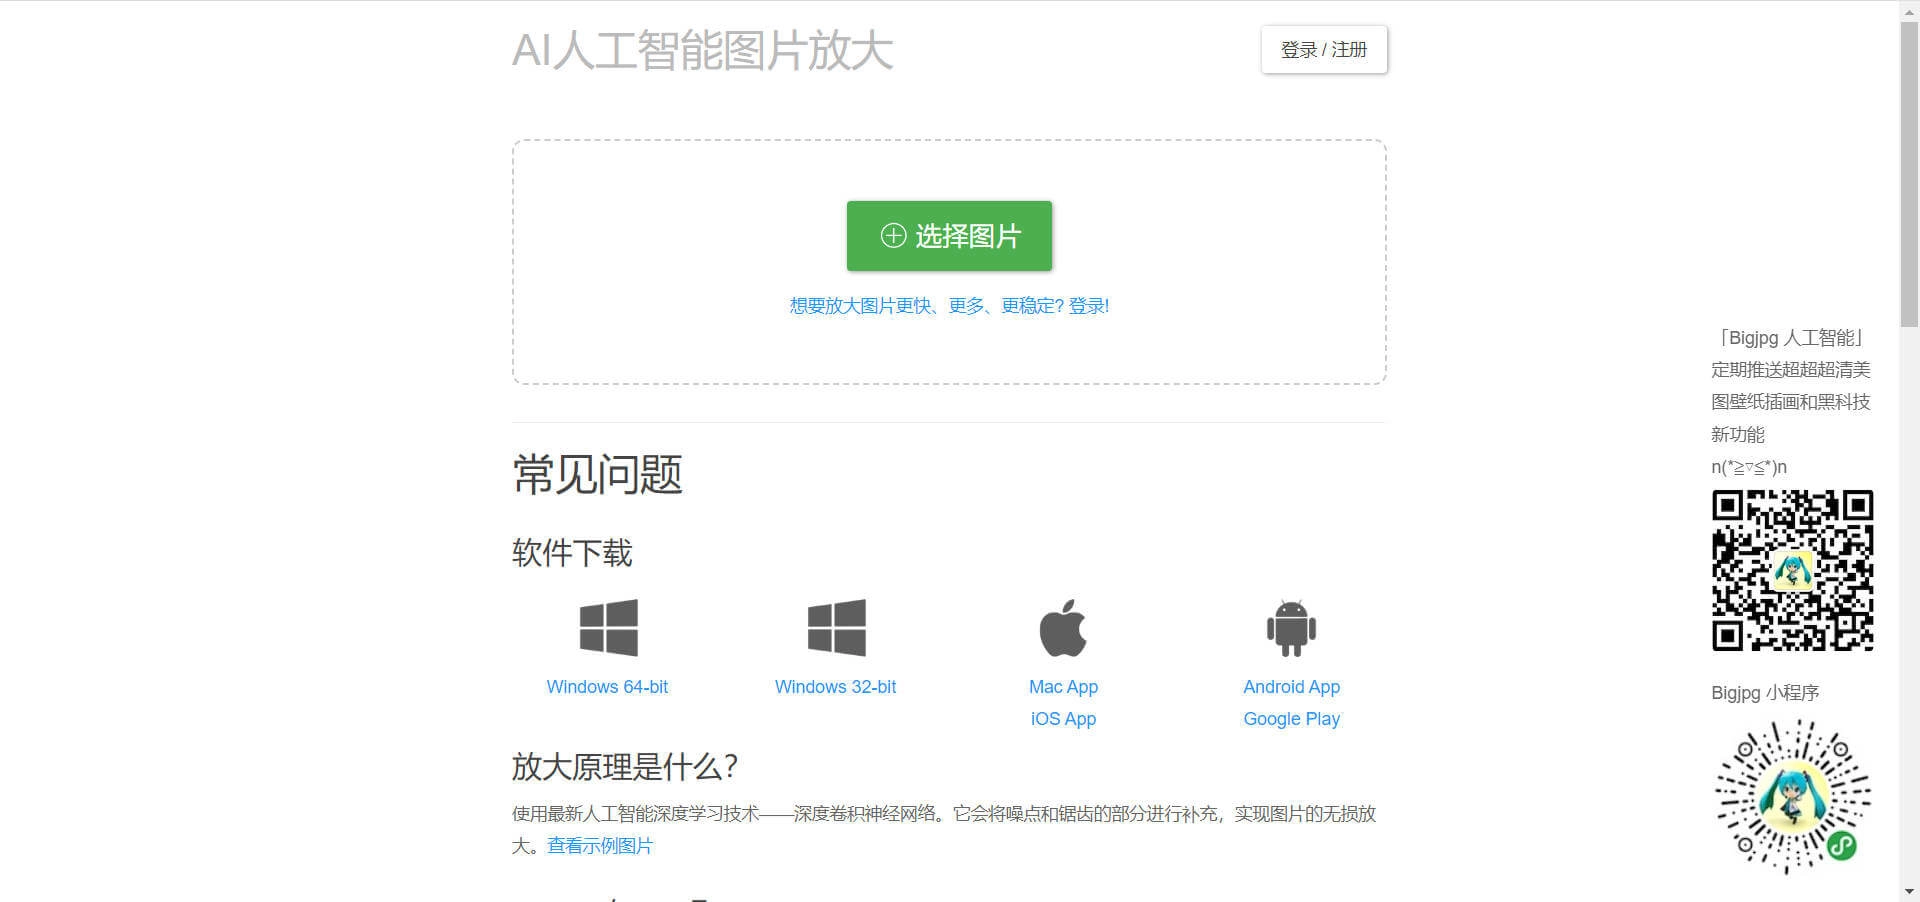 AI人工智能图片放大
登录 / 注册
选择图片
想要放大图片更快、更多、更稳定? 登录!
常见问题
软件下载
Windows 64-bit
Windows 32-bit
Mac App
iOS App
Android App
Google Play
放大原理是什么?
使用最新人工智能深度学习技术——深度卷积神经网络。它会将噪点和锯齿的部分进行补充，实现图片的无损放
大。查看示例图片
「Bigjpg 人工智能」
定期推送超超超清美
图壁纸插画和黑科技
新功能
n(*≧▽≦*)n
Bigjpg 小程序